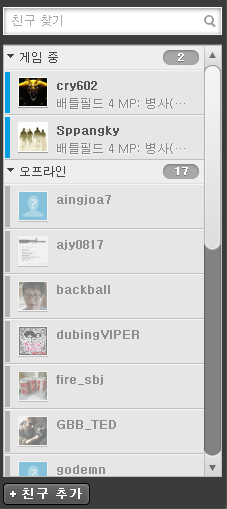 친구 찾기
게임 중 2
cry602
배틀필드 4 MP: 병사(…
Sppangky
배틀필드 4 MP: 병사(…
오프라인 17
aingjoa7
ajy0817
backball
dubingVIPER
fire_sbj
GBB_TED
godemn
+ 친구 추가